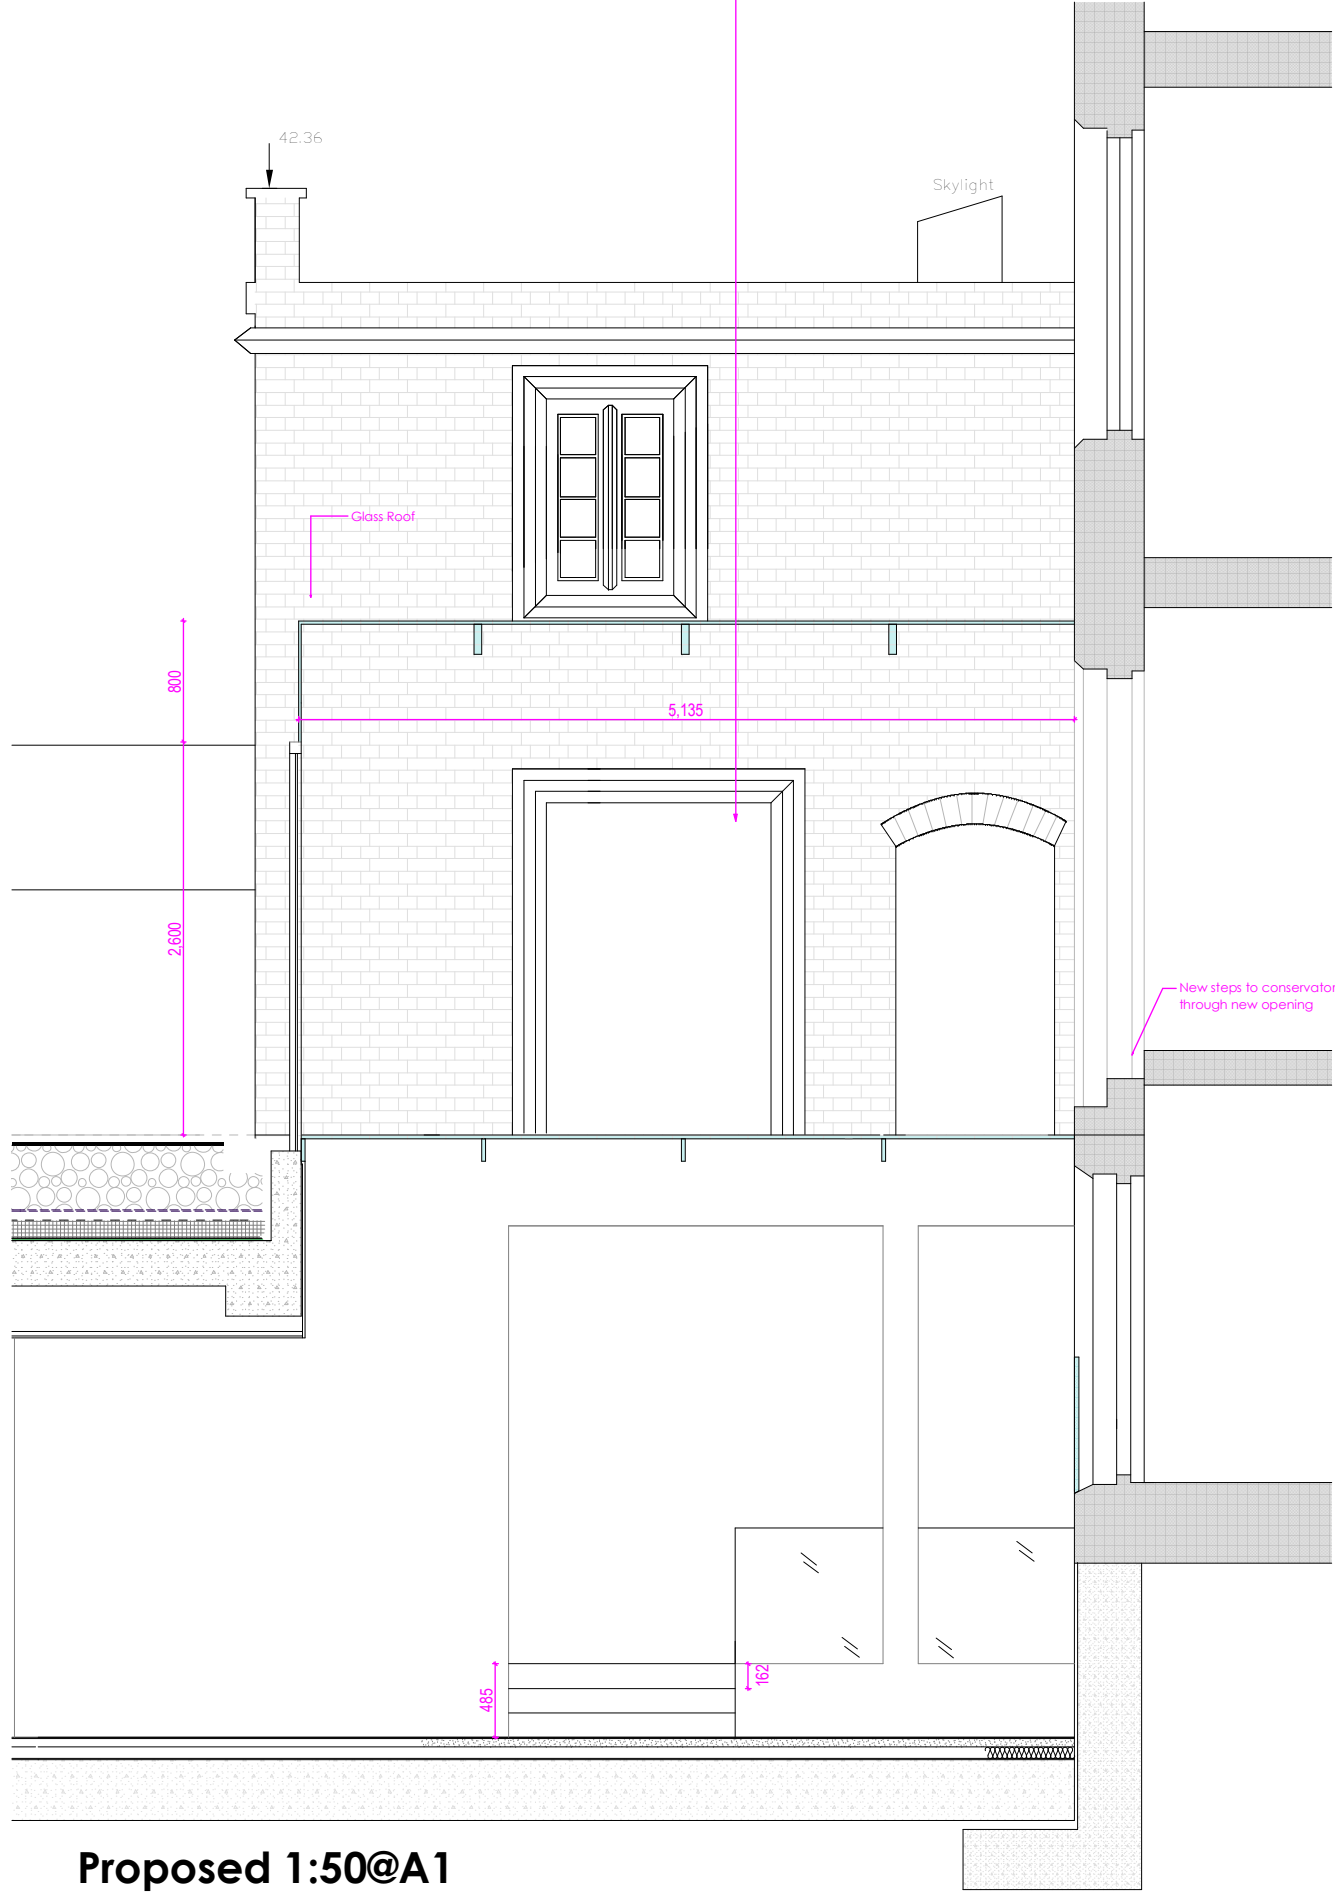 42.36
Skylight
Glass Roof
800
5,135
2,600
New steps to conservator
through new opening
162
485
Proposed 1:50@A1